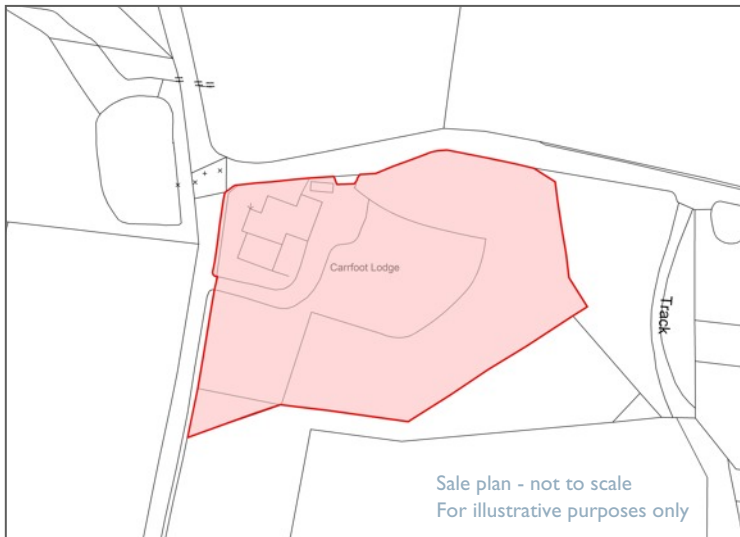 Carrfoot Lodge
Track
Sale plan - not to scale
For illustrative purposes only